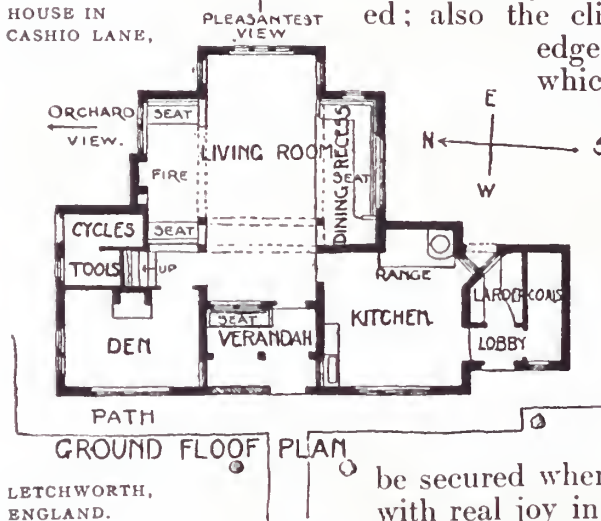 HOUSE IN
CASHIO LANE,
PLEASANTEST
VIEW
ed; also the cli
edge
whic
ORCHARD
VIEW.
SEAT
LIVING ROOM
DINING RECESS
SEAT
FIRE
E
N
S
W
CYCLES
SEAT
TOOLS
UP
RANGE
LARDER
COALS
SEAT
DEN
VERANDAH
KITCHEN
LOBBY
PATH
GROUND FLOOF PLAN
LETCHWORTH,
ENGLAND.
be secured when
with real joy in